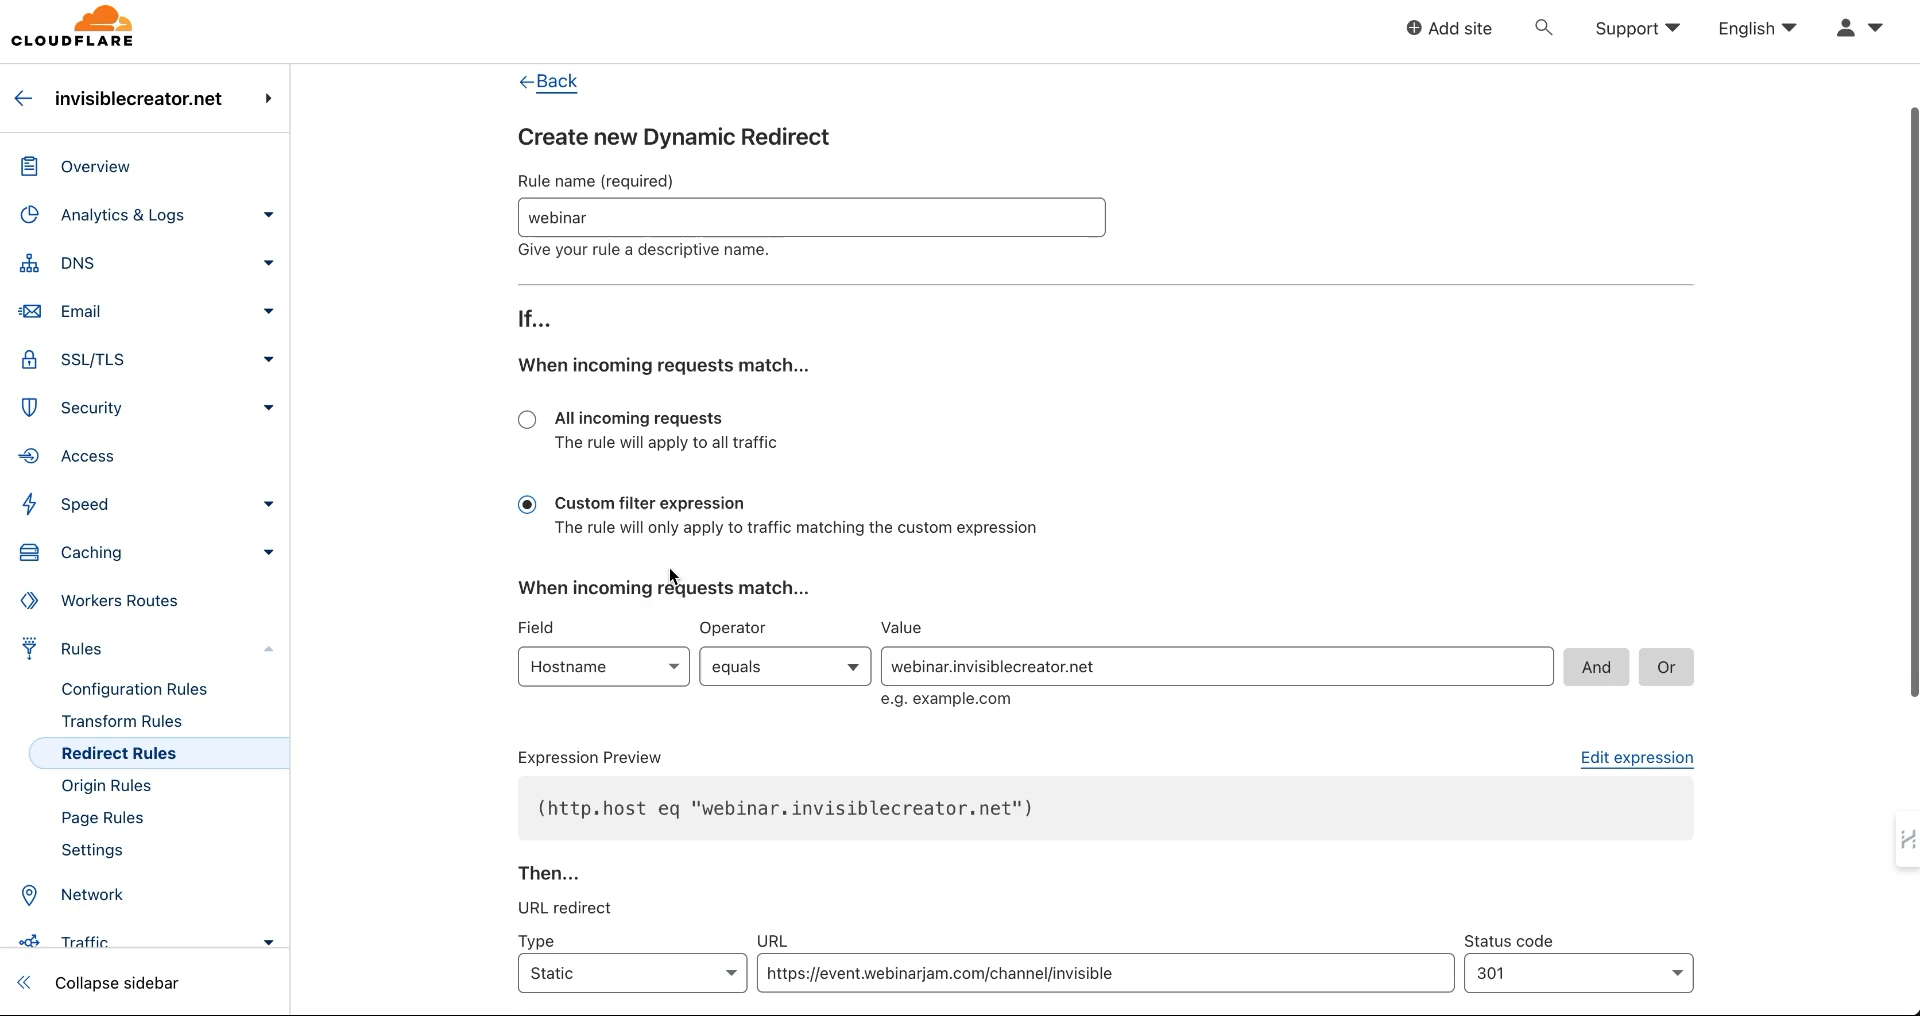 CLOUDFLARE
Add site
Support
English
invisiblecreator.net
Overview
Analytics & Logs
DNS
Email
SSL/TLS
Security
Access
Speed
Caching
Workers Routes
Rules
Configuration Rules
Transform Rules
Redirect Rules
Origin Rules
Page Rules
Settings
Network
Traffic
Collapse sidebar
←Back
Create new Dynamic Redirect
Rule name (required)
webinar
Give your rule a descriptive name.
If...
When incoming requests match...
All incoming requests
The rule will apply to all traffic
Custom filter expression
The rule will only apply to traffic matching the custom expression
When incoming requests match...
Field Operator Value
Hostname equals webinar.invisiblecreator.net And Or
e.g. example.com
Expression Preview Edit expression
(http.host eq "webinar.invisiblecreator.net")
Then...
URL redirect
Type URL Status code
Static https://event.webinarjam.com/channel/invisible 301